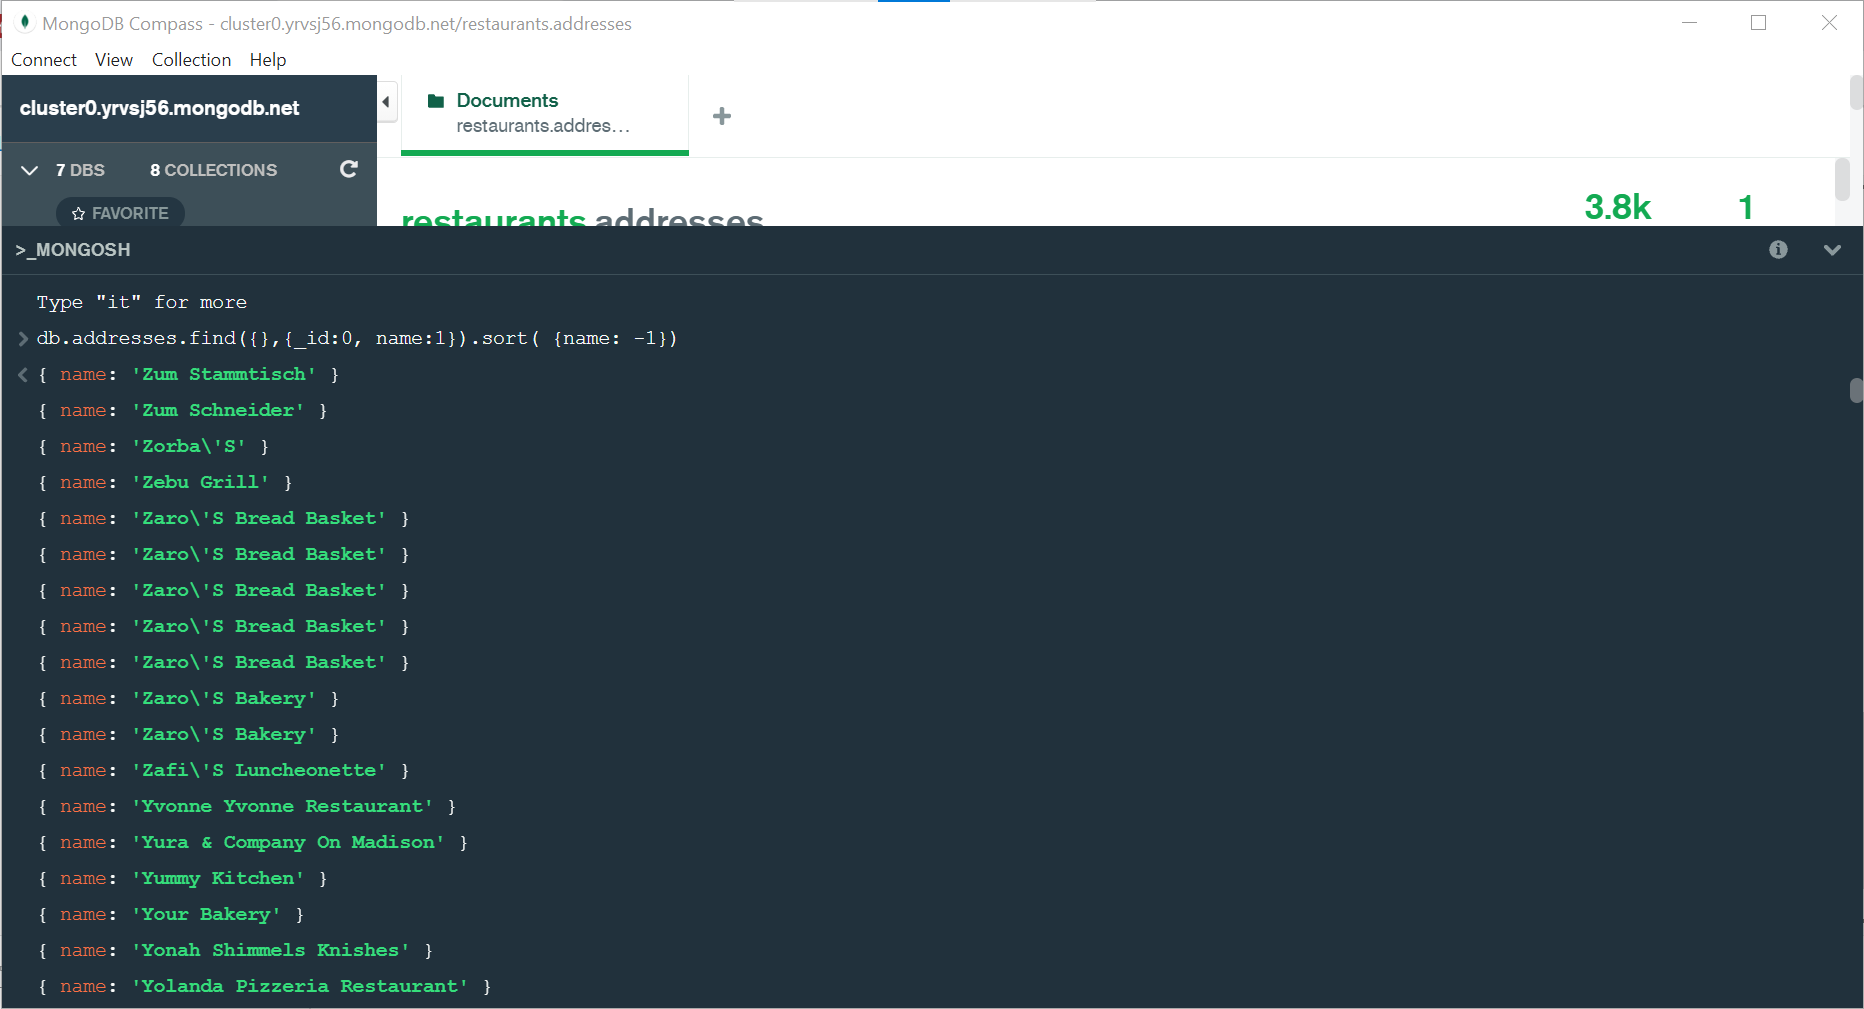 MongoDB Compass - cluster0.yrvsj56.mongodb.net/restaurants.addresses
Connect View Collection Help
cluster0.yrvsj56.mongodb.net
Documents
restaurants.addres...
7 DBS 8 COLLECTIONS
FAVORITE
restaurants.addresses
3.8k 1
>_MONGOSH
Type "it" for more
db.addresses.find({},{_id:0, name:1}).sort( {name: -1})
{ name: 'Zum Stammtisch' }
{ name: 'Zum Schneider' }
{ name: 'Zorba\'S' }
{ name: 'Zebu Grill' }
{ name: 'Zaro\'S Bread Basket' }
{ name: 'Zaro\'S Bread Basket' }
{ name: 'Zaro\'S Bread Basket' }
{ name: 'Zaro\'S Bread Basket' }
{ name: 'Zaro\'S Bread Basket' }
{ name: 'Zaro\'S Bakery' }
{ name: 'Zaro\'S Bakery' }
{ name: 'Zafi\'S Luncheonette' }
{ name: 'Yvonne Yvonne Restaurant' }
{ name: 'Yura & Company On Madison' }
{ name: 'Yummy Kitchen' }
{ name: 'Your Bakery' }
{ name: 'Yonah Shimmels Knishes' }
{ name: 'Yolanda Pizzeria Restaurant' }